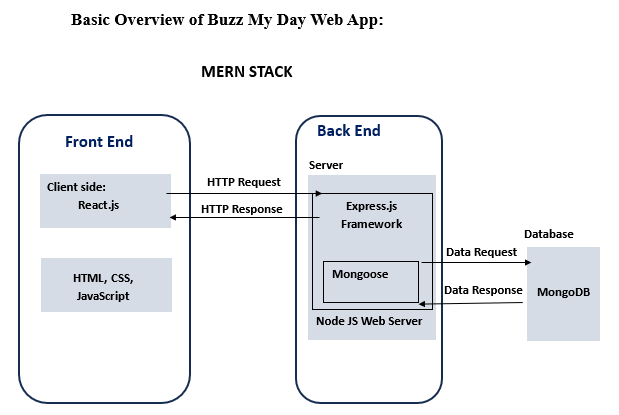 Basic Overview of Buzz My Day Web App:
MERN STACK
Front End
Client side:
React.js
HTML, CSS,
JavaScript
HTTP Request
HTTP Response
Back End
Server
Express.js
Framework
Mongoose
Node JS Web Server
Data Request
Data Response
Database
MongoDB